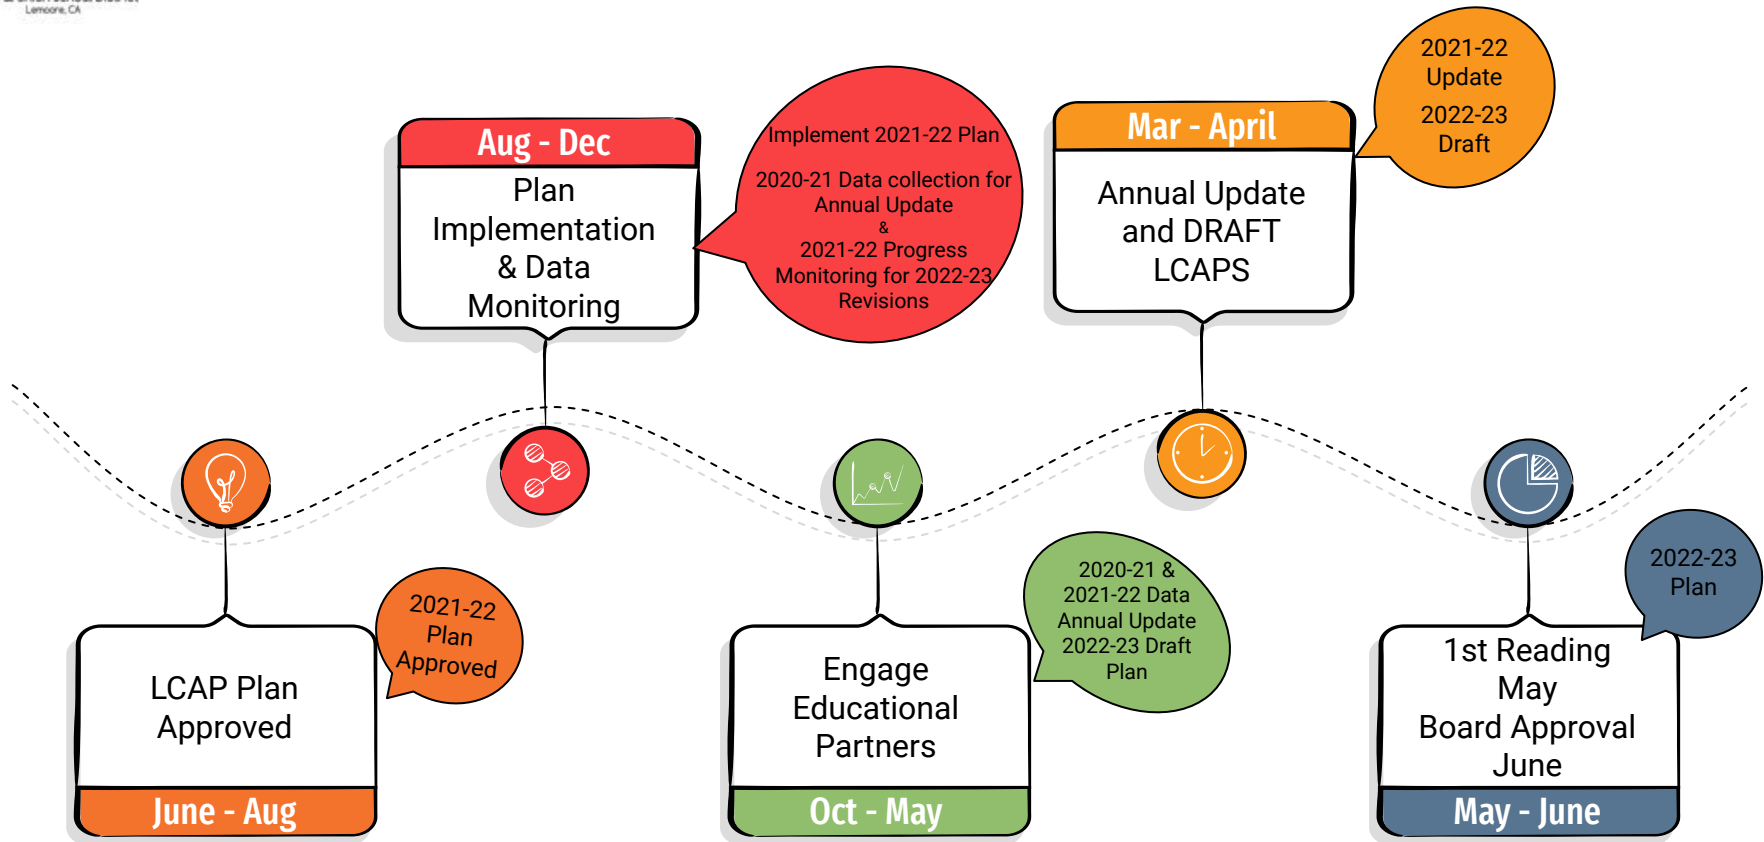 Lemoore, CA
2021-22
Update
2022-23
Draft
Aug - Dec
Plan
Implementation
& Data
Monitoring
Implement 2021-22 Plan
2020-21 Data collection for
Annual Update
&
2021-22 Progress
Monitoring for 2022-23
Revisions
Mar - April
Annual Update
and DRAFT
LCAPS
2021-22
Plan
Approved
LCAP Plan
Approved
June - Aug
2020-21 &
2021-22 Data
Annual Update
2022-23 Draft
Plan
Engage
Educational
Partners
Oct - May
2022-23
Plan
1st Reading
May
Board Approval
June
May - June